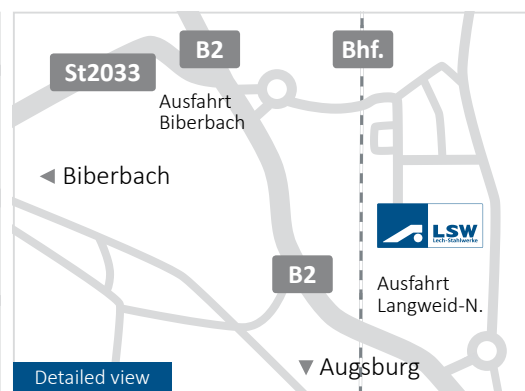 B2
Bhf.
St2033
Ausfahrt
Biberbach
Biberbach
LSW
Lech-Stahlwerke
B2
Ausfahrt
Langweid-N.
Augsburg
Detailed view